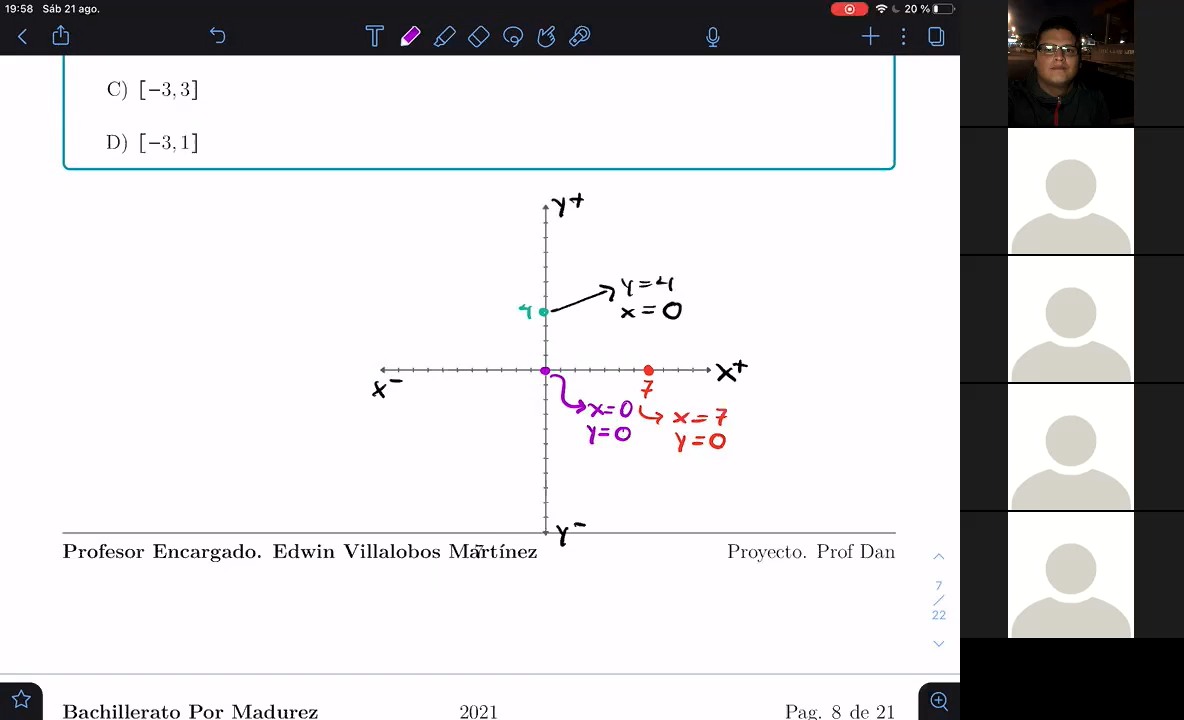 19:58 Sáb 21 ago.
20 %
C) [−3, 3]
D) [−3, 1]
y+
y=4
x=0
4
x−
x+
7
x=0
y=0
x=7
y=0
y−
Profesor Encargado. Edwin Villalobos Martínez
7
Proyecto. Prof Dan
7
/
22
Bachillerato Por Madurez
2021
Pag. 8 de 21